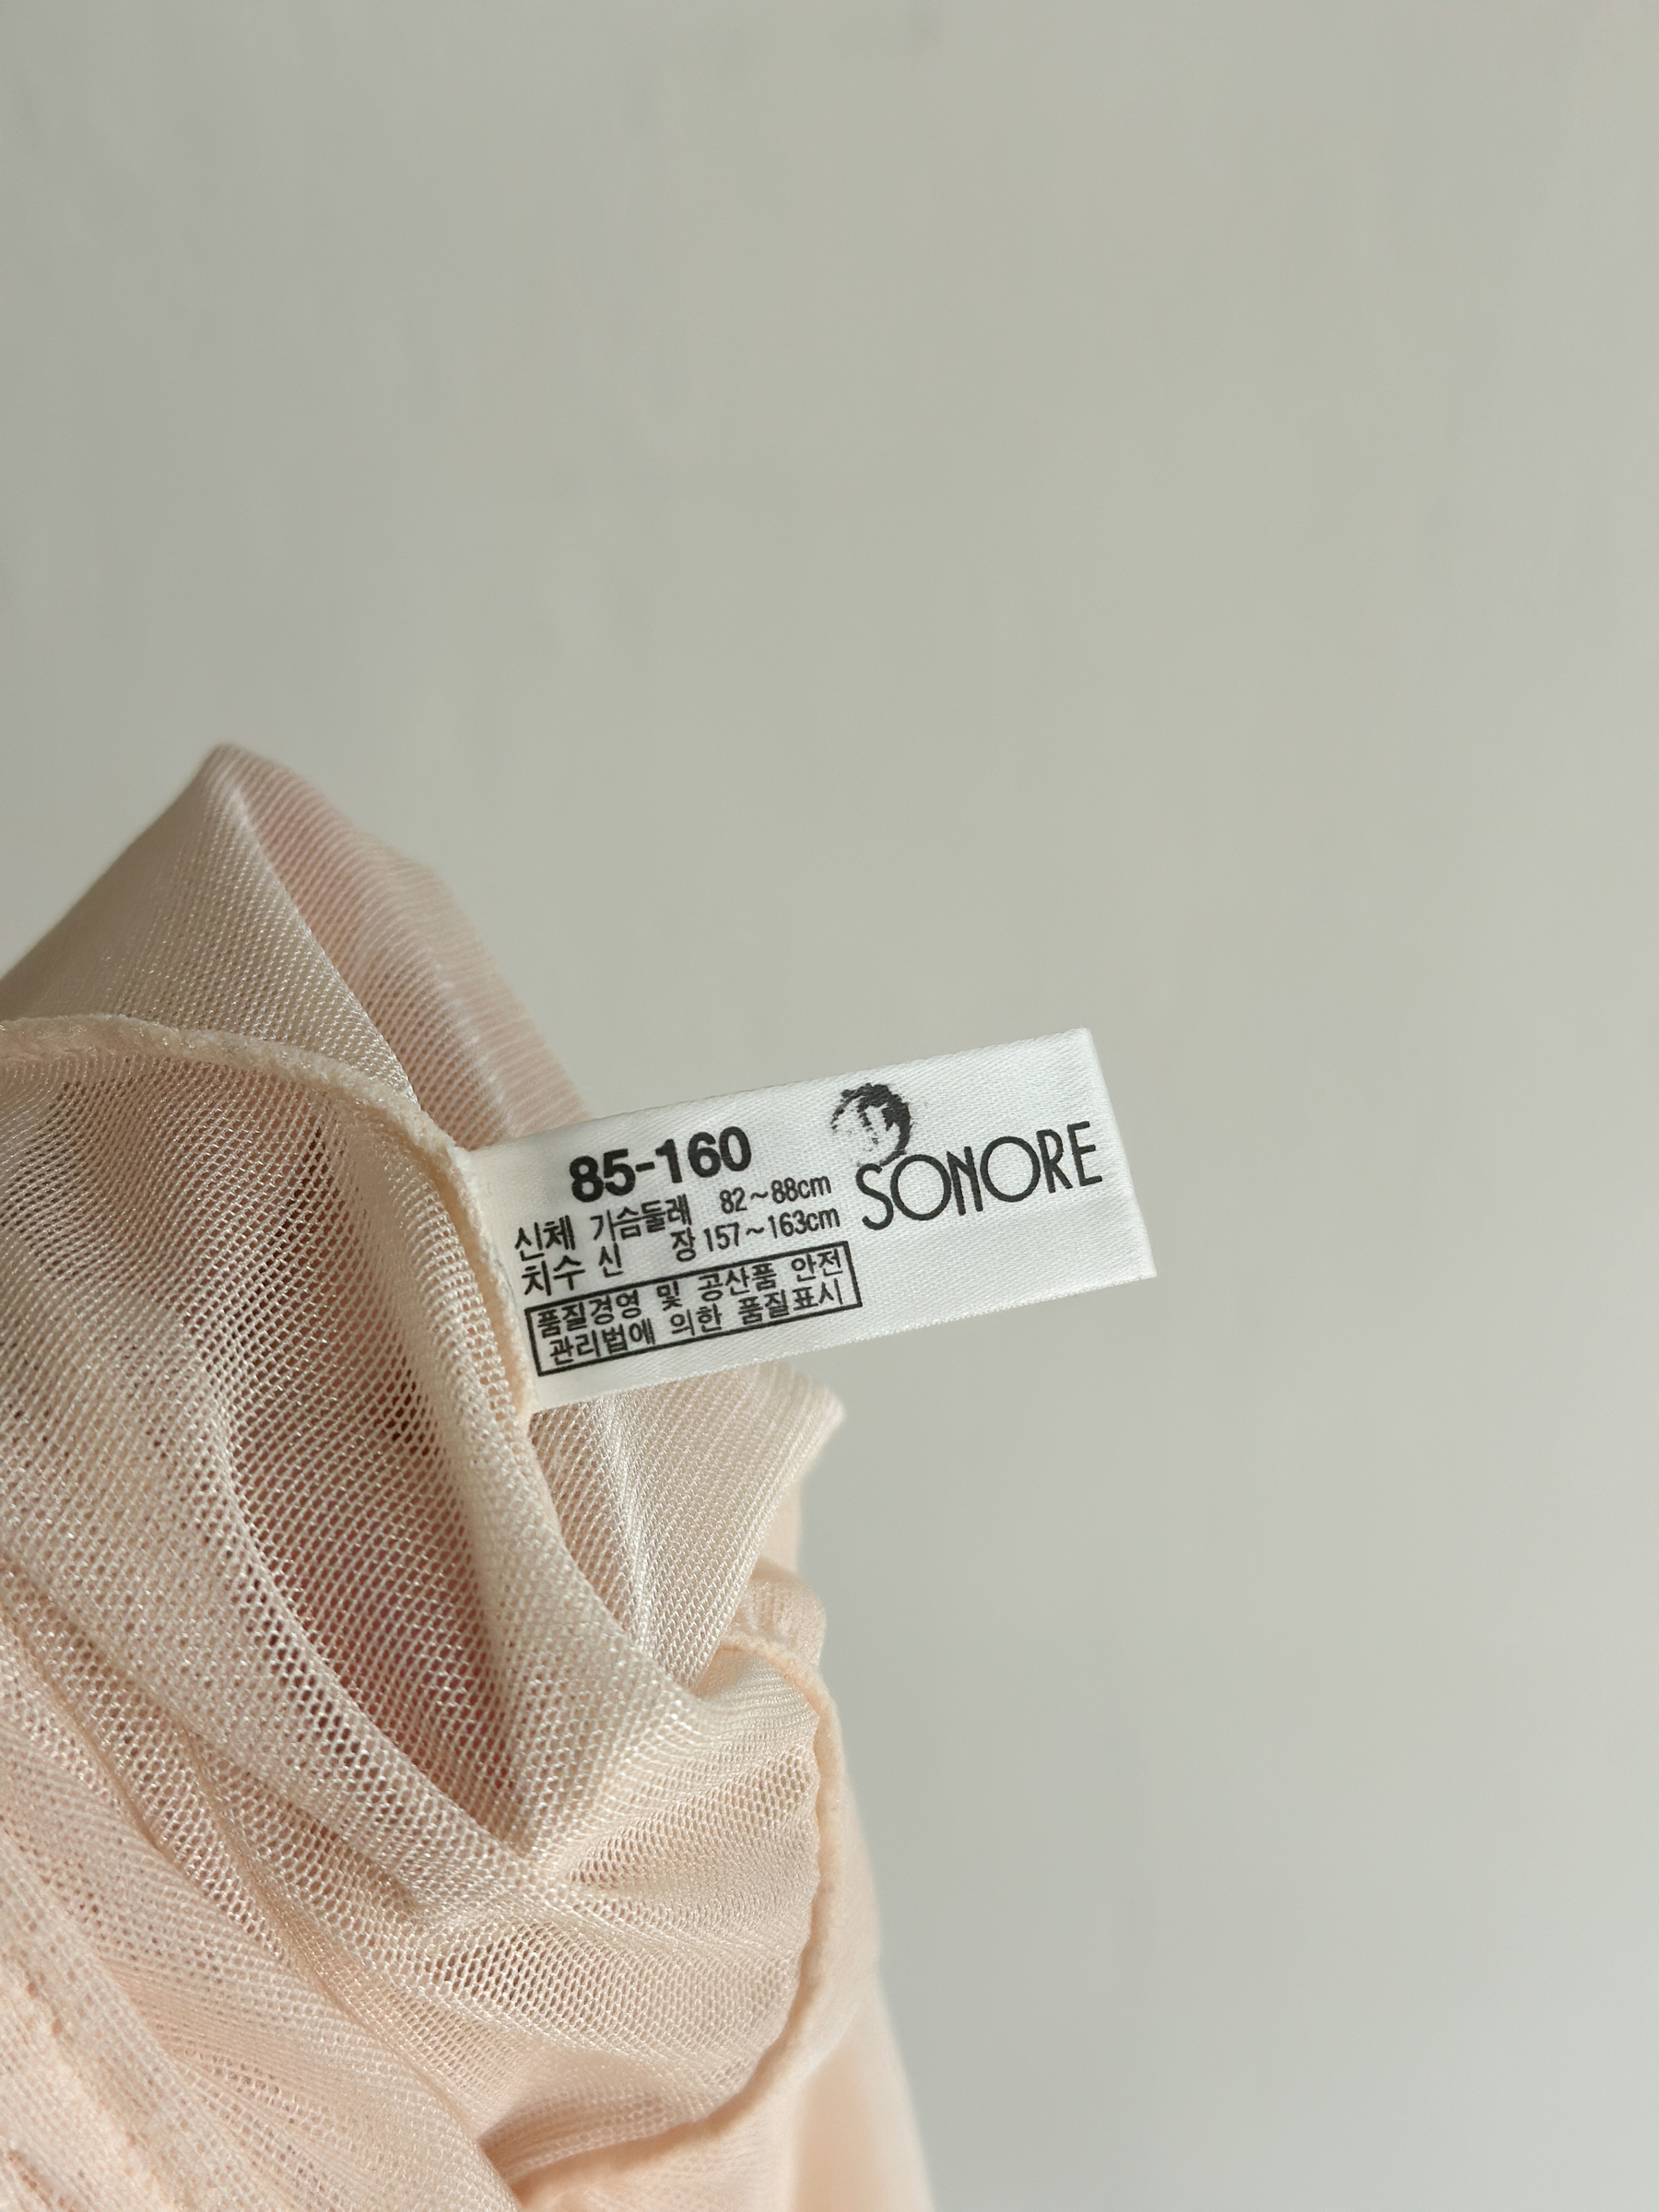 85-160
신체 가슴둘레 82~88cm
치수 신 장 157~163cm
품질경영 및 공산품 안전
관리법에 의한 품질표시
SONORE